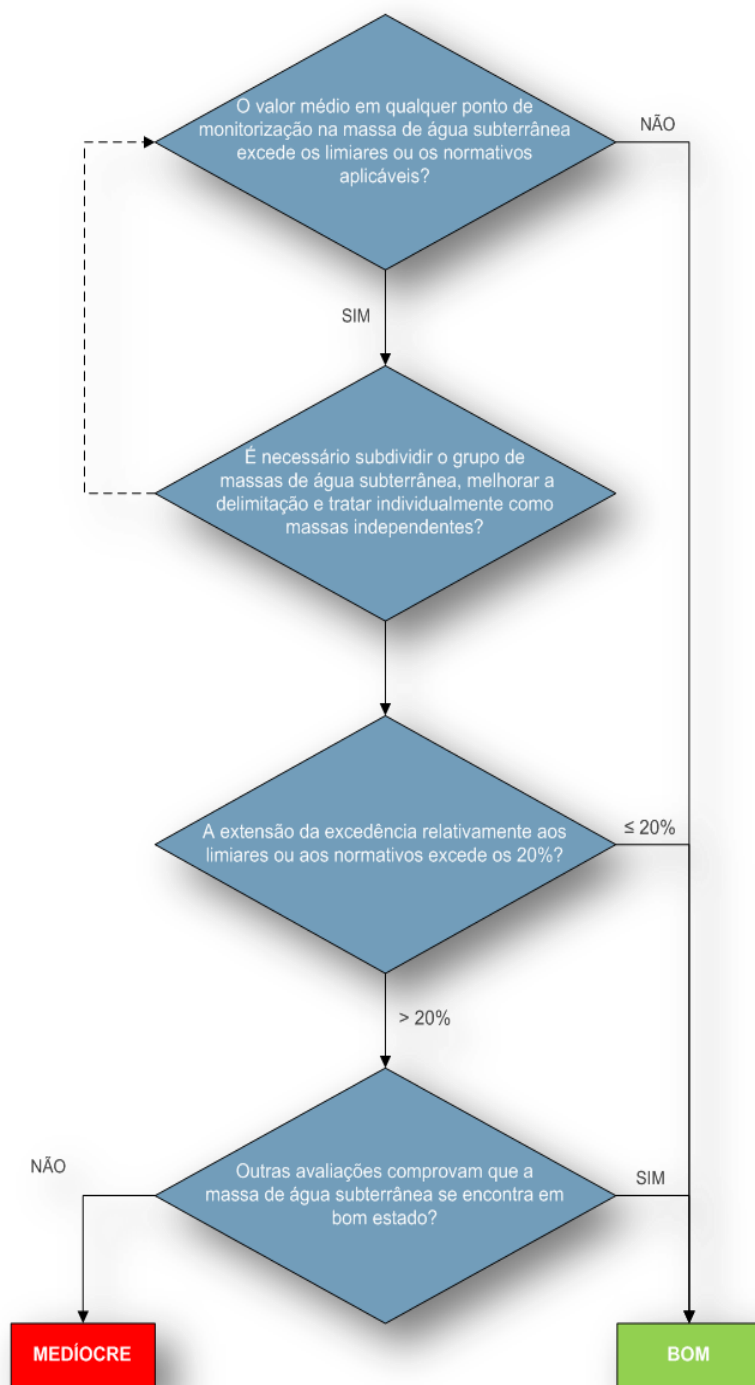 O valor médio em qualquer ponto de
monitorização na massa de água subterrânea
excede os limiares ou os normativos
aplicáveis?
NÃO
SIM
É necessário subdividir o grupo de
massas de água subterrânea, melhorar a
delimitação e tratar individualmente como
massas independentes?
A extensão da excedência relativamente aos
limiares ou aos normativos excede os 20%?
≤ 20%
> 20%
Outras avaliações comprovam que a
massa de água subterrânea se encontra em
bom estado?
NÃO
SIM
MEDÍOCRE
BOM